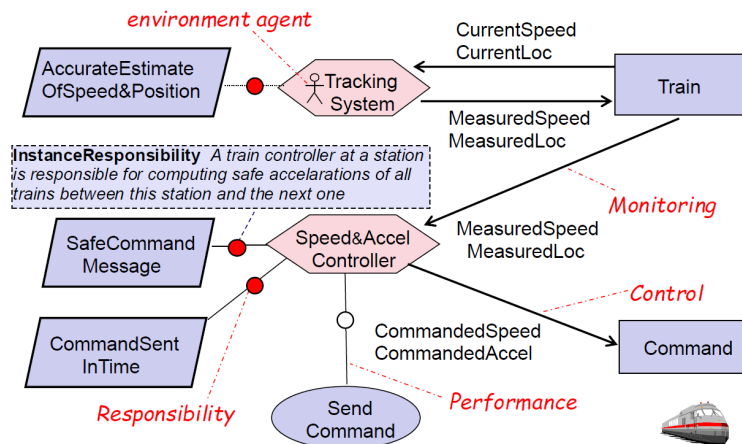 environment agent
AccurateEstimate
OfSpeed&Position
Tracking
System
CurrentSpeed
CurrentLoc
Train
MeasuredSpeed
MeasuredLoc
InstanceResponsibility A train controller at a station
is responsible for computing safe accelarations of all
trains between this station and the next one
Monitoring
SafeCommand
Message
Speed&Accel
Controller
MeasuredSpeed
MeasuredLoc
Control
CommandSent
InTime
CommandedSpeed
CommandedAccel
Command
Responsibility
Performance
Send
Command